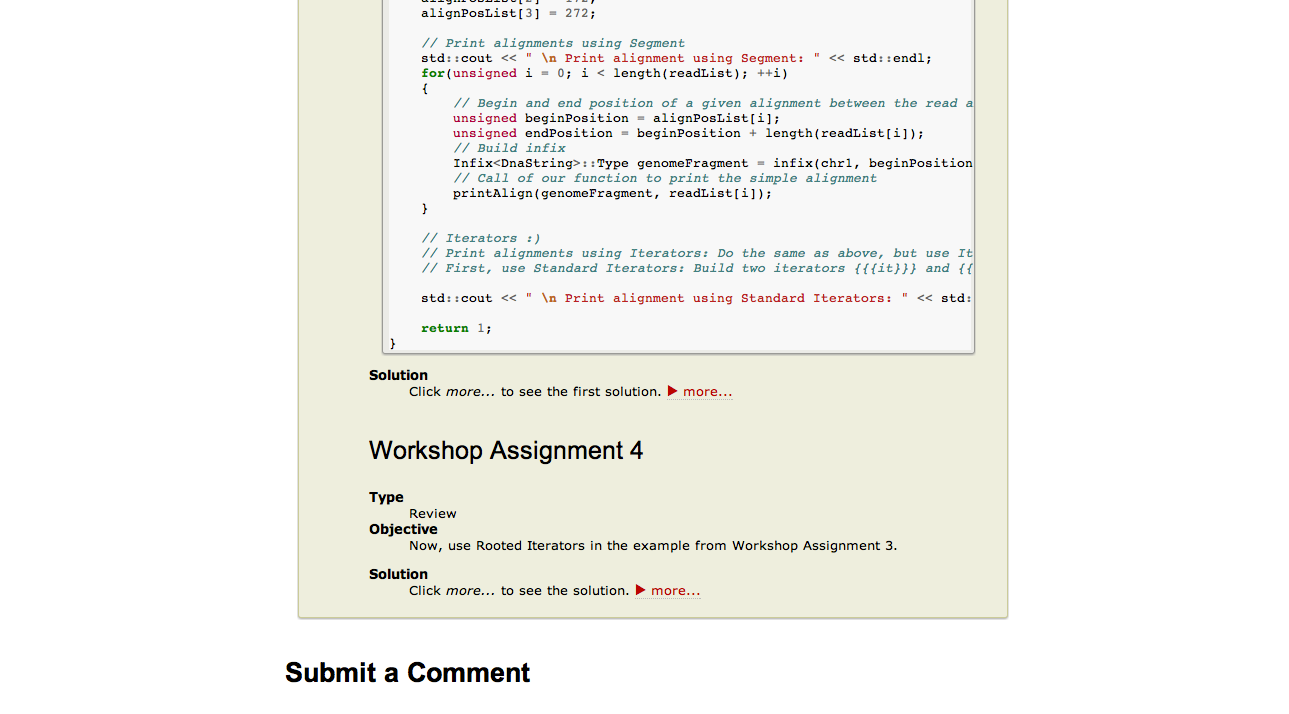 alignPosList[3] = 272;
// Print alignments using Segment
std::cout << " \n Print alignment using Segment: " << std::endl;
for(unsigned i = 0; i < length(readList); ++i)
{
// Begin and end position of a given alignment between the read a
unsigned beginPosition = alignPosList[i];
unsigned endPosition = beginPosition + length(readList[i]);
// Build infix
Infix<DnaString>::Type genomeFragment = infix(chr1, beginPosition
// Call of our function to print the simple alignment
printAlign(genomeFragment, readList[i]);
}
// Iterators :)
// Print alignments using Iterators: Do the same as above, but use It
// First, use Standard Iterators: Build two iterators {{{it}}} and {{
std::cout << " \n Print alignment using Standard Iterators: " << std:
return 1;
}
Solution
Click more... to see the first solution. ▶ more...
Workshop Assignment 4
Type
Review
Objective
Now, use Rooted Iterators in the example from Workshop Assignment 3.
Solution
Click more... to see the solution. ▶ more...
Submit a Comment